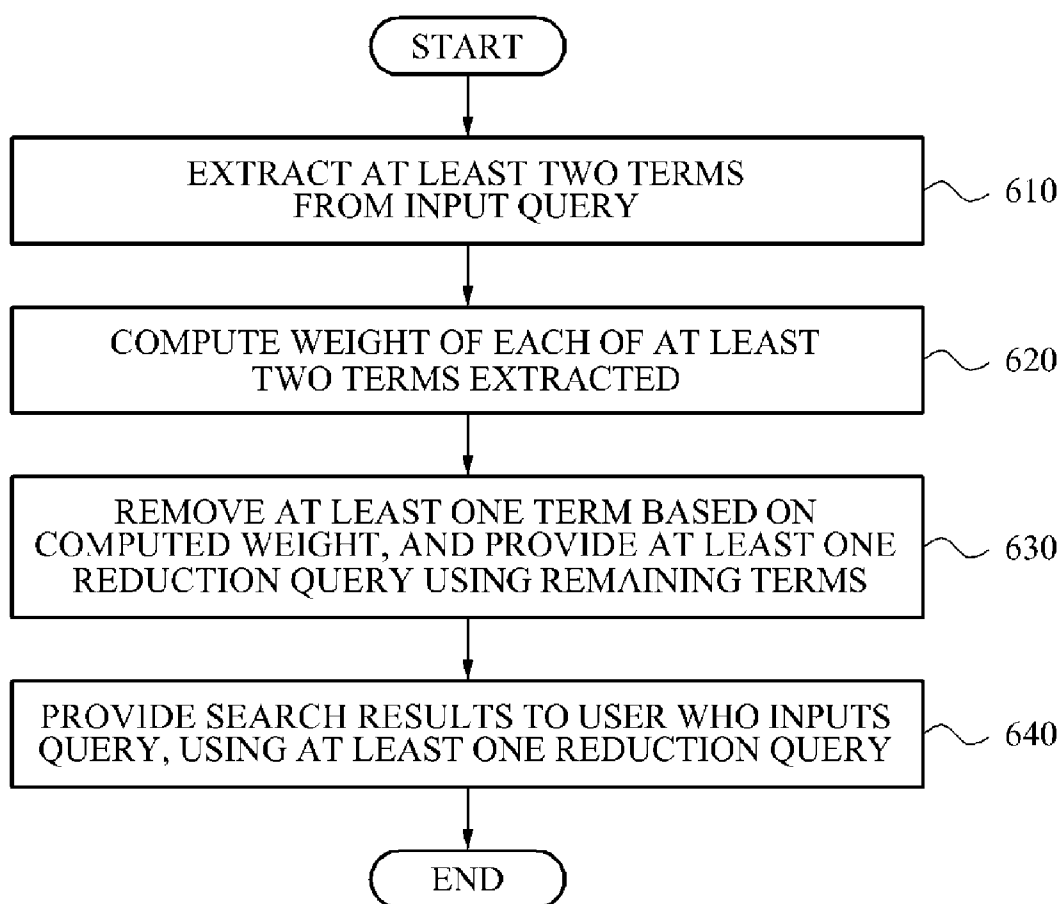 START
EXTRACT AT LEAST TWO TERMS
FROM INPUT QUERY
610
COMPUTE WEIGHT OF EACH OF AT LEAST
TWO TERMS EXTRACTED
620
REMOVE AT LEAST ONE TERM BASED ON
COMPUTED WEIGHT, AND PROVIDE AT LEAST ONE
REDUCTION QUERY USING REMAINING TERMS
630
PROVIDE SEARCH RESULTS TO USER WHO INPUTS
QUERY, USING AT LEAST ONE REDUCTION QUERY
640
END